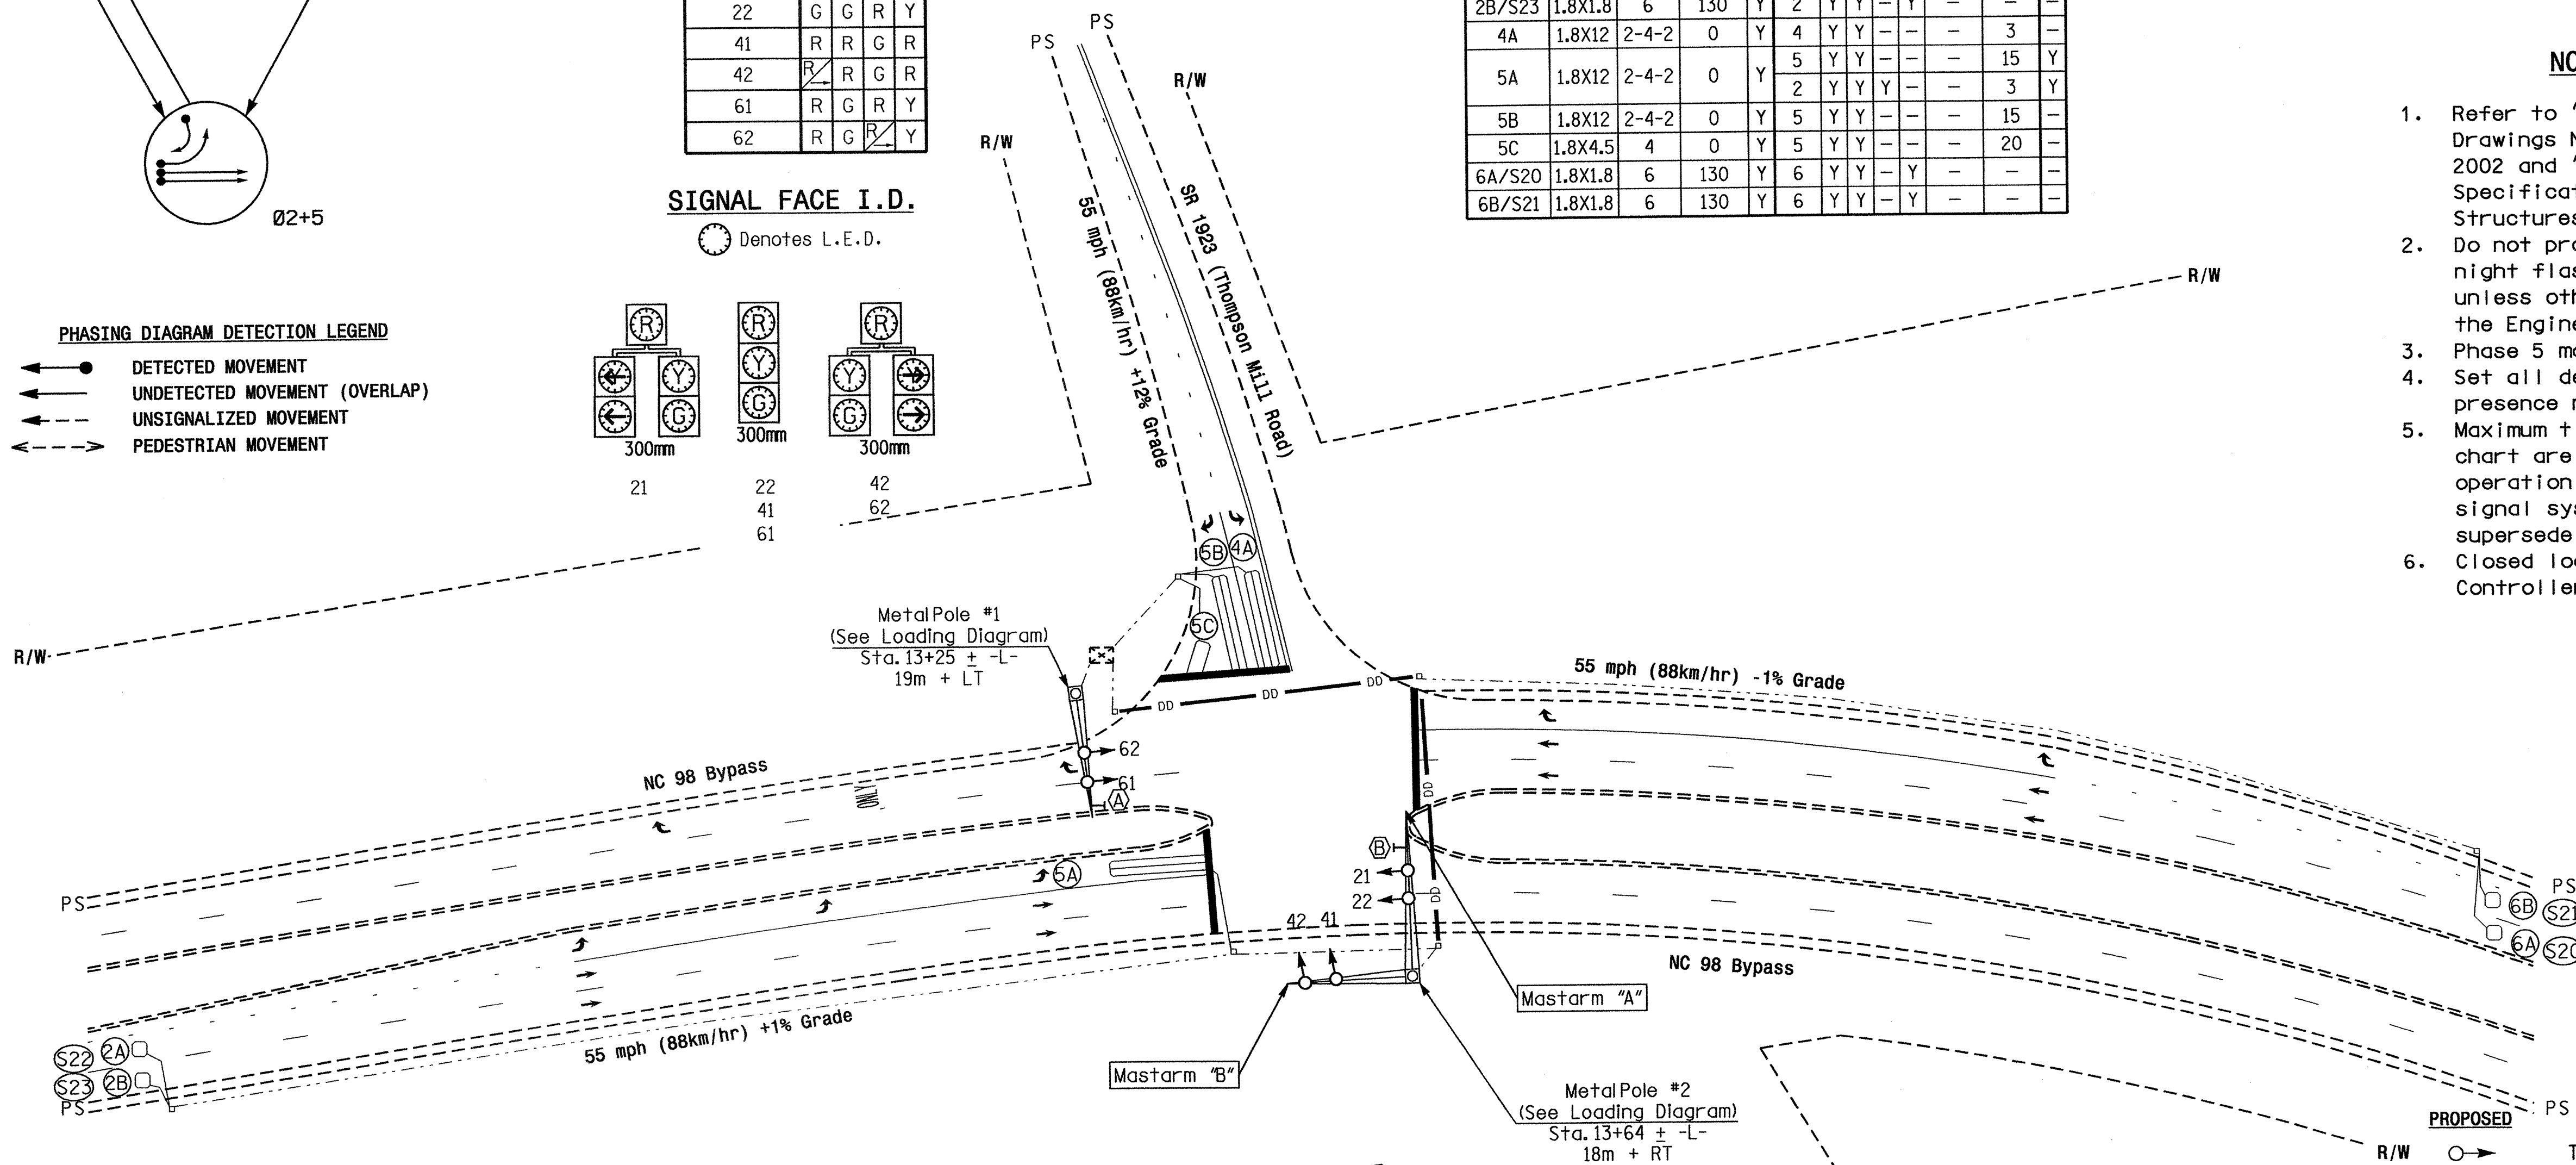 22 G G R Y
41 R R G R
42 R R G R
61 R G R Y
62 R G R Y
SIGNAL FACE I.D.
Denotes L.E.D.
Ø2+5
PHASING DIAGRAM DETECTION LEGEND
DETECTED MOVEMENT
UNDETECTED MOVEMENT (OVERLAP)
UNSIGNALIZED MOVEMENT
PEDESTRIAN MOVEMENT
R R R
Y Y Y Y Y
G G G
300mm 300mm 300mm
21 22 42
41 62
61
2B/S23 1.8X1.8 6 130 Y 2 Y Y – Y – – –
4A 1.8X12 2-4-2 0 Y 4 Y Y – – – 3 –
5A 1.8X12 2-4-2 0 Y 5 Y Y – – – 15 Y
2 Y Y Y – – 3 Y
5B 1.8X12 2-4-2 0 Y 5 Y Y – – – 15 –
5C 1.8X4.5 4 0 Y 5 Y Y – – – 20 –
6A/S20 1.8X1.8 6 130 Y 6 Y Y – Y – – –
6B/S21 1.8X1.8 6 130 Y 6 Y Y – Y – – –
1. Refer to
Drawings
2002 and
Do not
2.
night
unless
the
3. Phase 5
4. Set all
presence
5. Maximum
chart are
operation
signal
supersede
6. Closed
PS
PS
R/W
R/W
R/W
R/W
55 mph (88km/hr) +12% Grade
SR 1923 (Thompson Mill Road)
5B 4A
5C
Metal Pole #1
(See Loading Diagram)
Sta. 13+25 ± -L-
19m + LT
DD DD DD
55 mph (88km/hr) -1% Grade
62
61
A
NC 98 Bypass
ONLY
5A
DD
B
21
22
DD
42 41
PS
PS
6B S21
6A S20
NC 98 Bypass
Mastarm "A"
Mastarm "B"
55 mph (88km/hr) +1% Grade
S22 2A
S23 2B
PS
Metal Pole #2
(See Loading Diagram)
Sta. 13+64 ± -L-
18m + RT
PS
PROPOSED
R/W